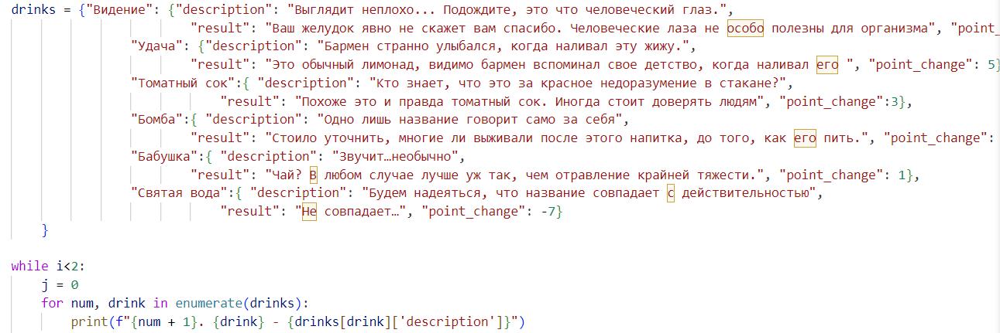 drinks = {"Видение": {"description": "Выглядит неплохо... Подождите, это что человеческий глаз.",
"result": "Ваш желудок явно не скажет вам спасибо. Человеческие лаза не особо полезны для организма", "point_
"Удача": {"description": "Бармен странно улыбался, когда наливал эту жижу.",
"result": "Это обычный лимонад, видимо бармен вспоминал свое детство, когда наливал его ", "point_change": 5}
"Томатный сок":{ "description": "Кто знает, что это за красное недоразумение в стакане?",
"result": "Похоже это и правда томатный сок. Иногда стоит доверять людям", "point_change":3},
"Бомба":{ "description": "Одно лишь название говорит само за себя",
"result": "Стоило уточнить, многие ли выживали после этого напитка, до того, как его пить.", "point_change":
"Бабушка":{ "description": "Звучит…необычно",
"result": "Чай? В любом случае лучше уж так, чем отравление крайней тяжести.", "point_change": 1},
"Святая вода":{ "description": "Будем надеяться, что название совпадает с действительностью",
"result": "Не совпадает…", "point_change": -7}
}
while i<2:
j = 0
for num, drink in enumerate(drinks):
print(f"{num + 1}. {drink} - {drinks[drink]['description']}")